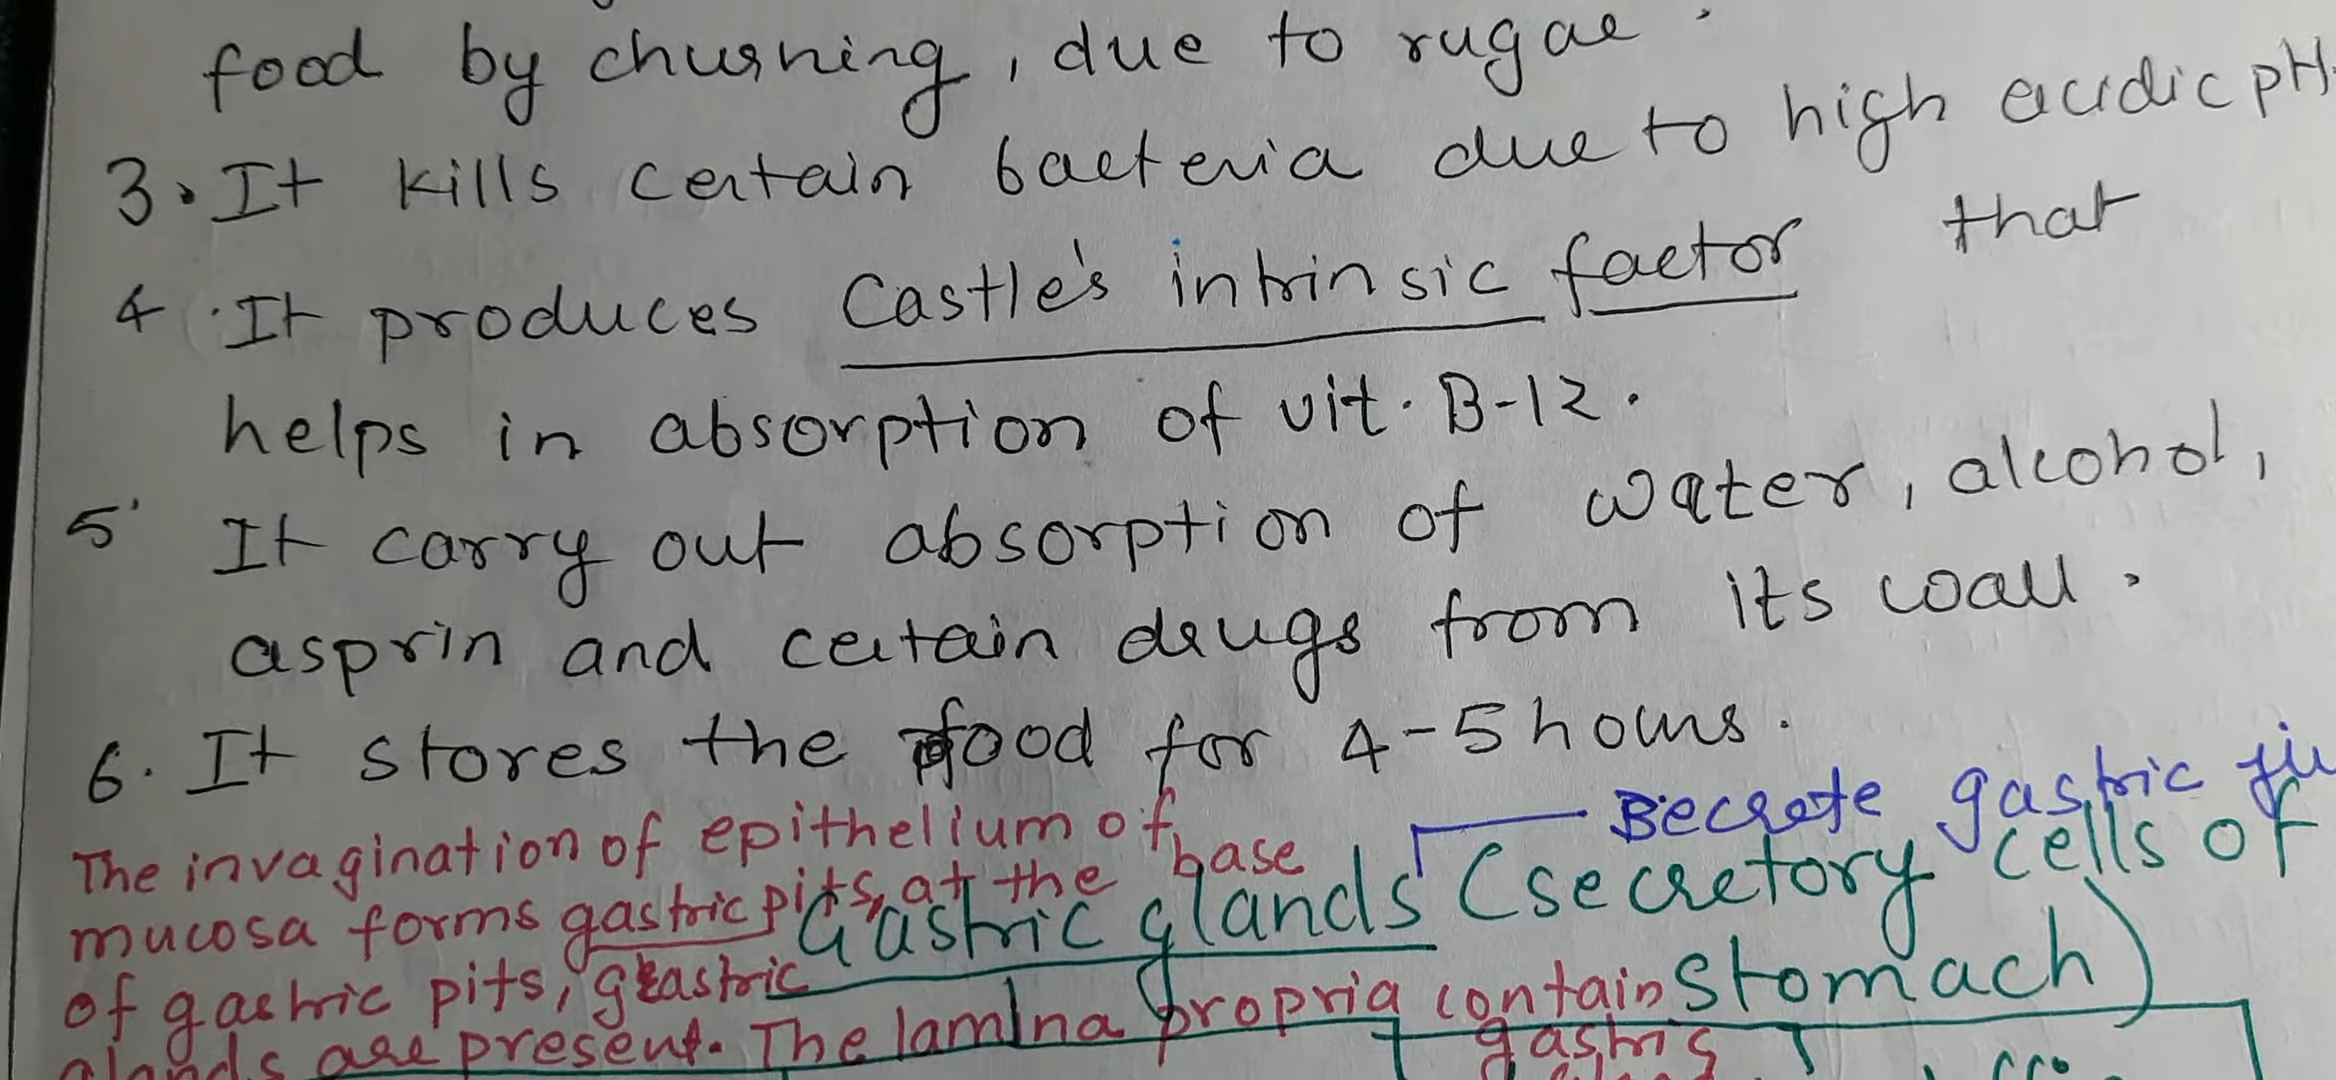 food by churning, due to rugae.
3. It kills certain bacteria due to high acidic pH.
4. It produces Castle's intrinsic factor that
helps in absorption of vit. B-12.
5. It carry out absorption of water, alcohol,
asprin and certain drugs from its wall.
6. It stores the food for 4-5 hours.
Secrete gastric
Gastric glands (secretory cells of
stomach)
The invagination of epithelium of
mucosa forms gastric pits, at the base
of gastric pits, gastric
glands are present. The lamina propria contain